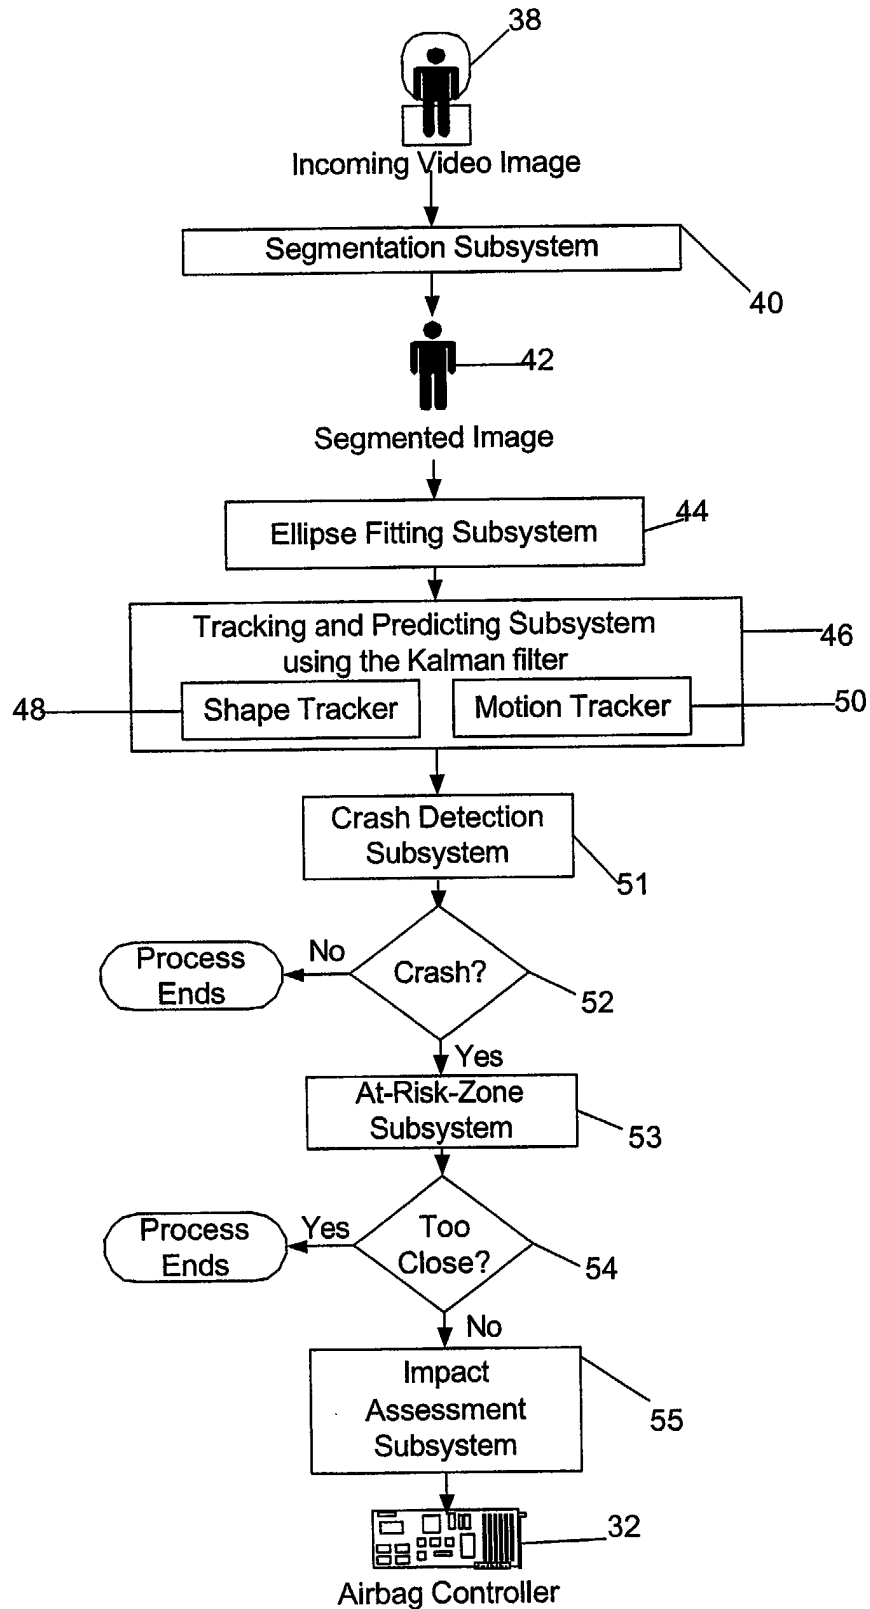 38
Incoming Video Image
Segmentation Subsystem
40
42
Segmented Image
44
Ellipse Fitting Subsystem
Tracking and Predicting Subsystem
using the Kalman filter
46
48
Shape Tracker
Motion Tracker
50
Crash Detection
Subsystem
51
No
Process
Ends
Crash?
52
Yes
At-Risk-Zone
Subsystem
53
Yes
Process
Ends
Too
Close?
54
No
Impact
Assessment
Subsystem
55
32
Airbag Controller